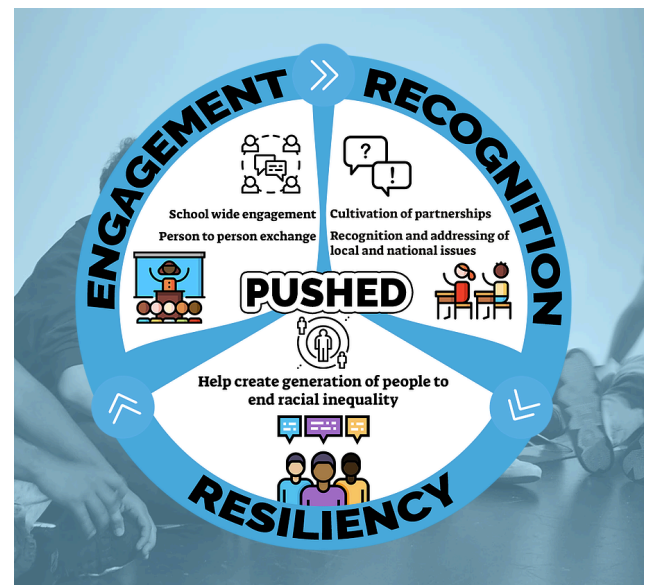 ENGAGEMENT
RECOGNITION
?
!
School wide engagement
Person to person exchange
Cultivation of partnerships
Recognition and addressing of
local and national issues
PUSHED
Help create generation of people to
end racial inequality
RESILIENCY